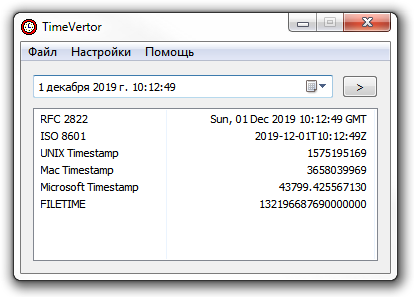 TimeVertor
Файл Настройки Помощь
1 декабря 2019 г. 10:12:49 >
RFC 2822 Sun, 01 Dec 2019 10:12:49 GMT
ISO 8601 2019-12-01T10:12:49Z
UNIX Timestamp 1575195169
Mac Timestamp 3658039969
Microsoft Timestamp 43799.425567130
FILETIME 132196687690000000